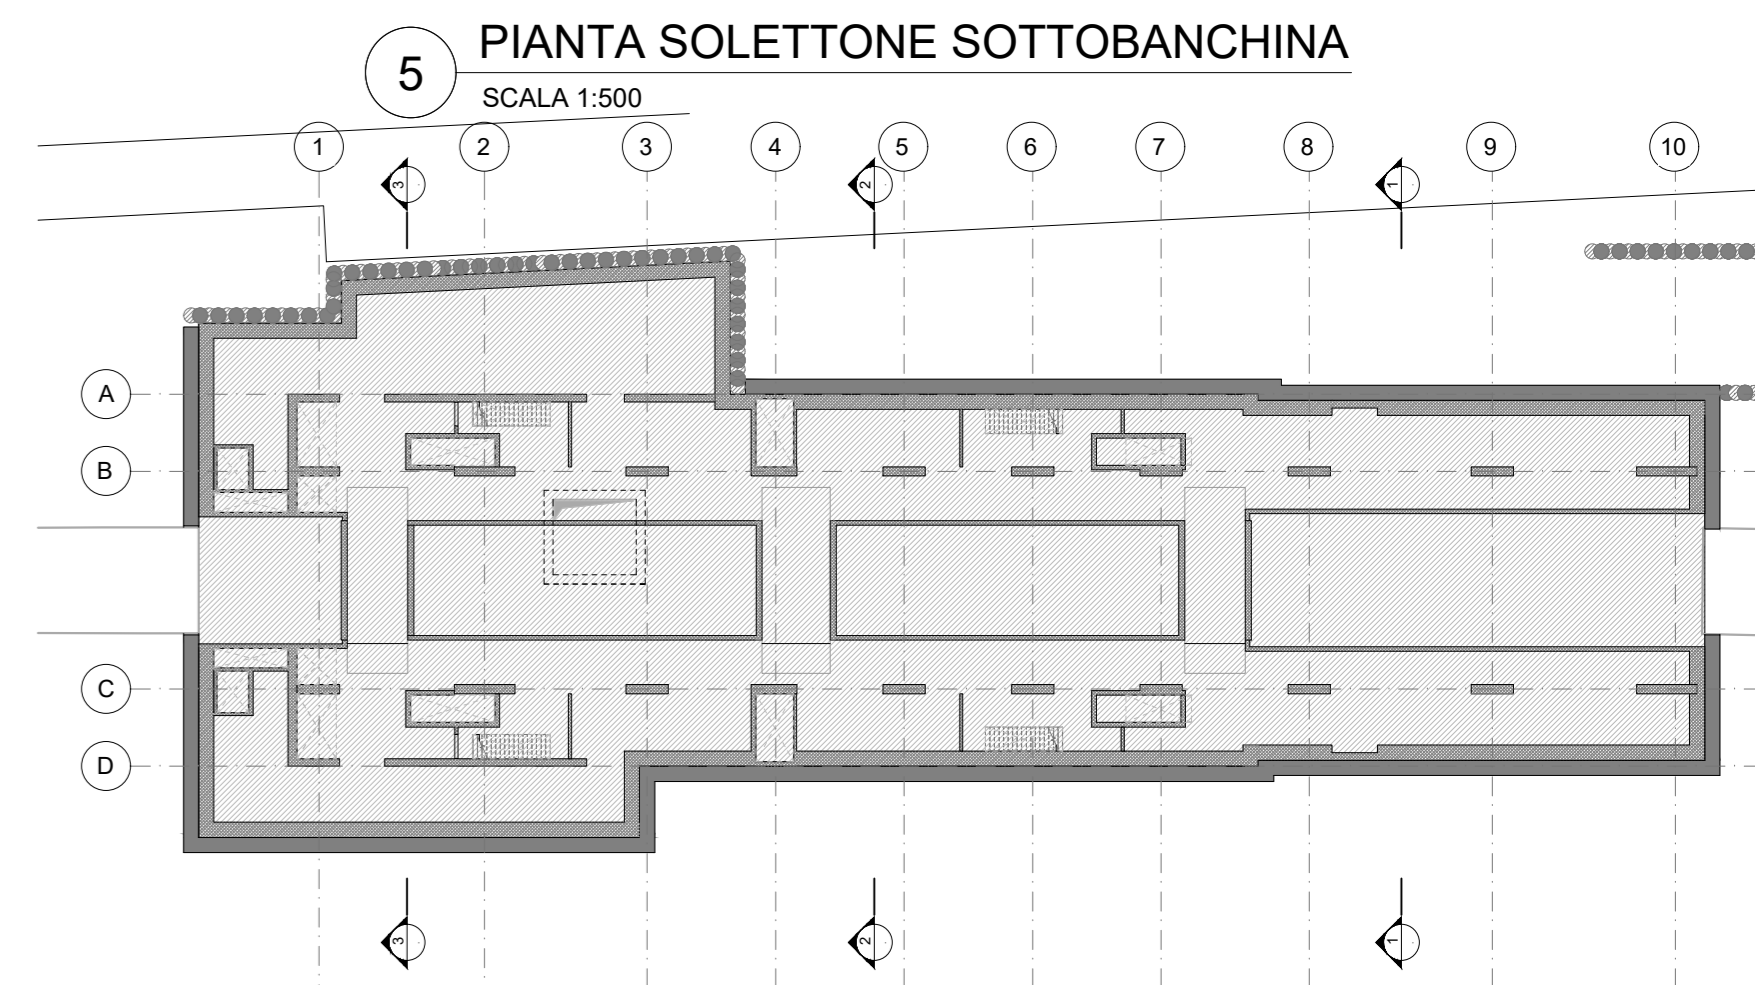 PIANTA SOLETTONE SOTTOBANCHINA
5
SCALA 1:500
1 2 3 4 5 6 7 8 9 10
3 2 1
A
B
C
D
3 2 1